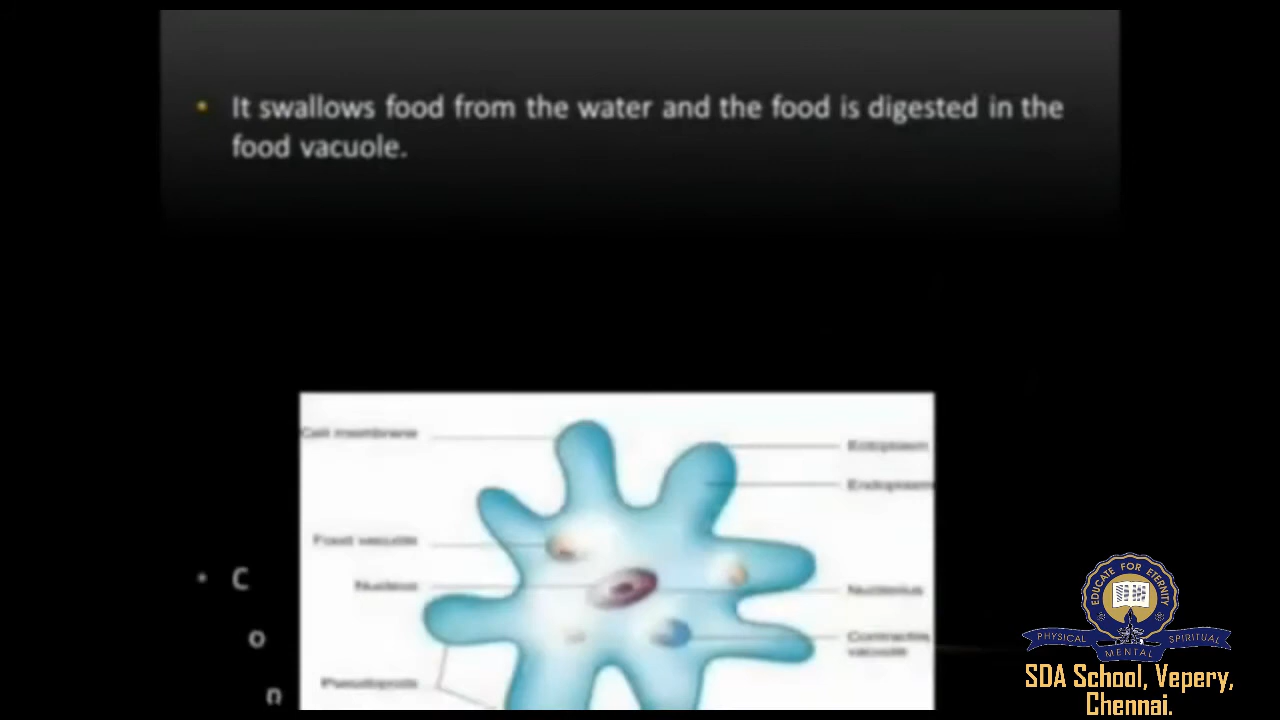 • It swallows food from the water and the food is digested in the
food vacuole.
Cell membrane
Ectoplasm
Endoplasm
Food vacuole
Nucleus
Nucleolus
Contractile
vacuole
Pseudopods
• C
o
n
EDUCATE FOR ETERNITY
PHYSICAL
MENTAL
SPIRITUAL
SDA School, Vepery,
Chennai.